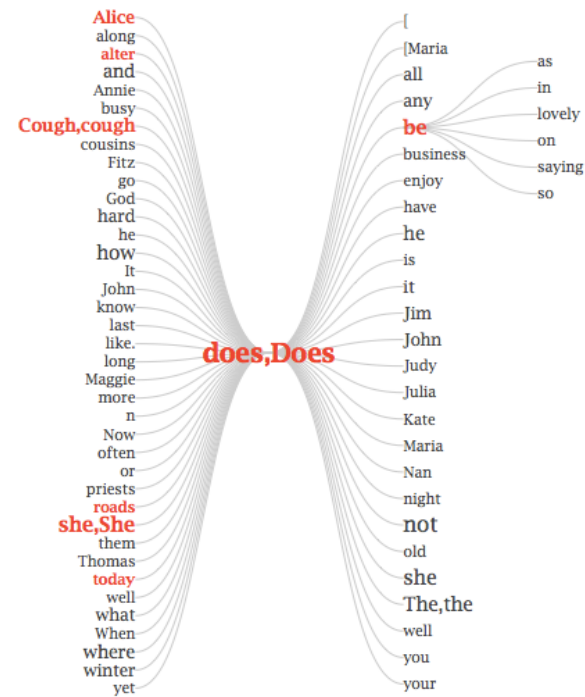 Alice
along
alter
and
Annie
busy
Cough,cough
cousins
Fitz
go
God
hard
he
how
It
John
know
last
like.
long
Maggie
more
n
Now
often
or
priests
roads
she,She
them
Thomas
today
well
what
When
where
winter
yet
does,Does
[
[Maria
all
any
be
business
enjoy
have
he
is
it
Jim
John
Judy
Julia
Kate
Maria
Nan
night
not
old
she
The,the
well
you
your
as
in
lovely
on
saying
so